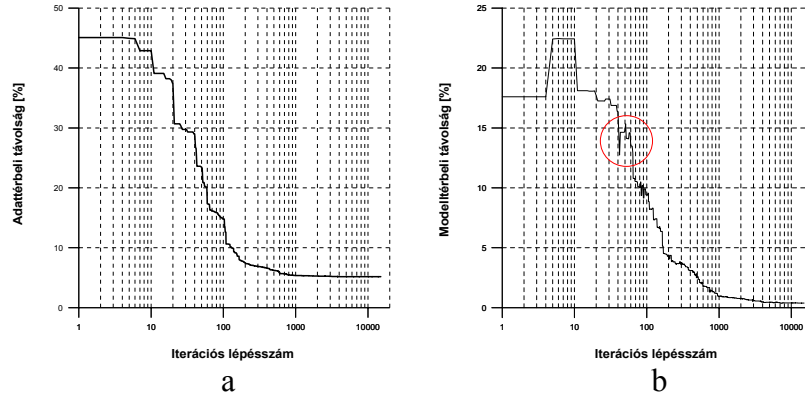 50
40
30
20
10
0
Adattérbeli távolság [%]
1 10 100 1000 10000
Iterációs lépésszám
a
25
20
15
10
5
0
Modelltérbeli távolság [%]
1 10 100 1000 10000
Iterációs lépésszám
b